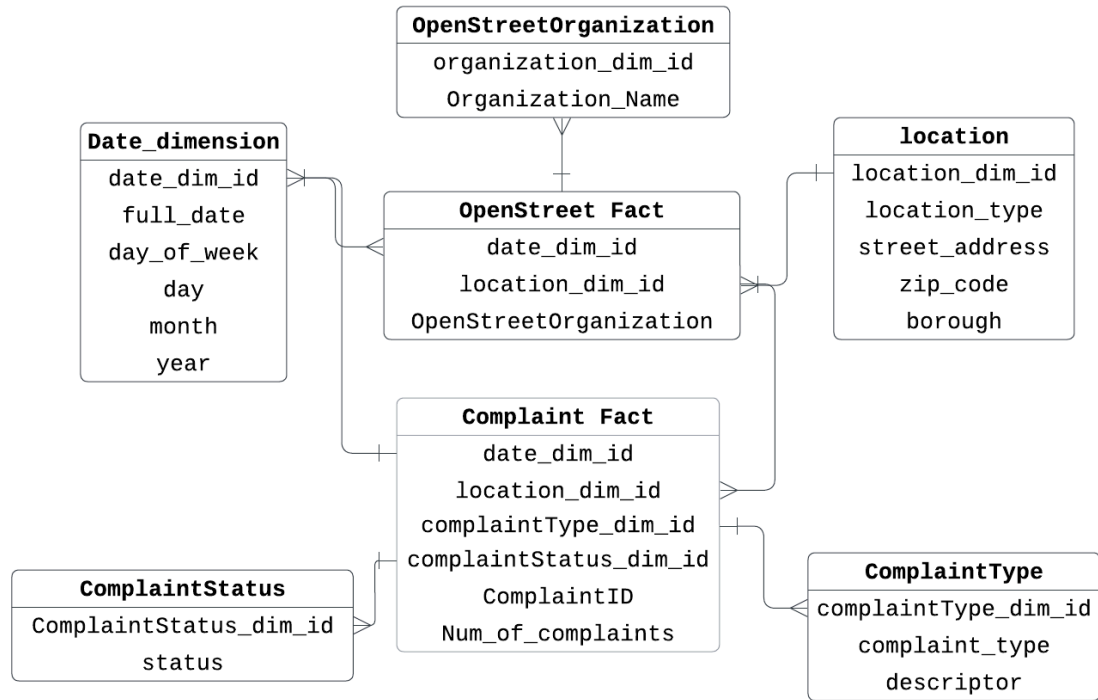 OpenStreetOrganization
organization_dim_id
Organization_Name
Date_dimension
date_dim_id
full_date
day_of_week
day
month
year
location
location_dim_id
location_type
street_address
zip_code
borough
OpenStreet Fact
date_dim_id
location_dim_id
OpenStreetOrganization
Complaint Fact
date_dim_id
location_dim_id
complaintType_dim_id
complaintStatus_dim_id
ComplaintID
Num_of_complaints
ComplaintStatus
ComplaintStatus_dim_id
status
ComplaintType
complaintType_dim_id
complaint_type
descriptor